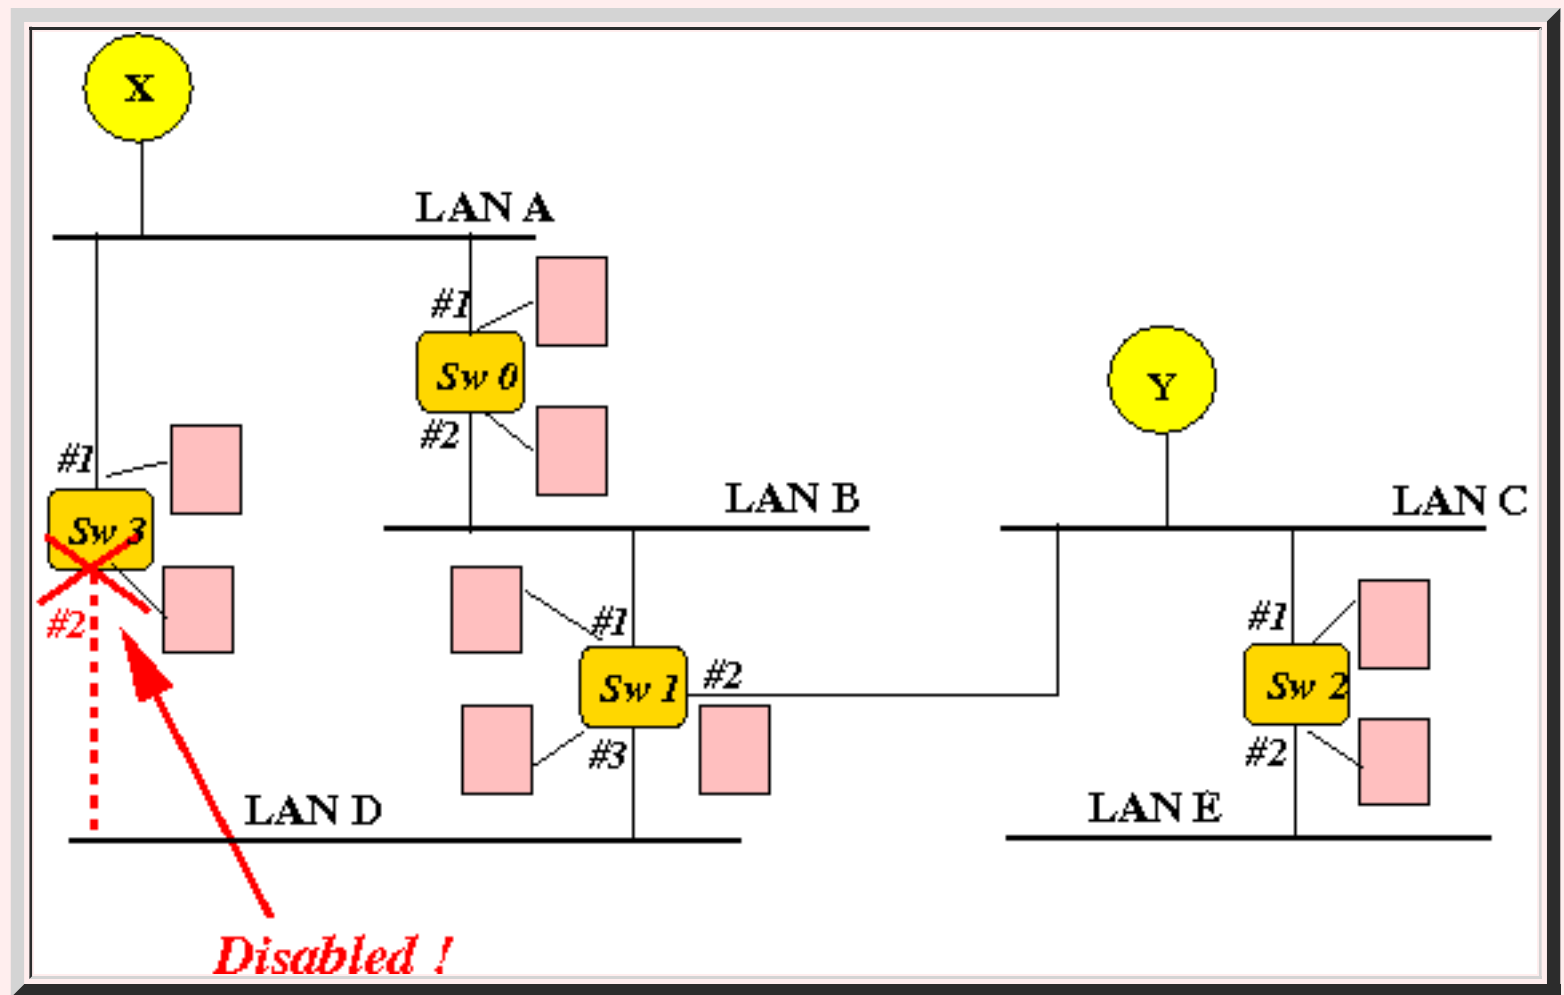 X
LAN A
#1
Sw 0
#2
Y
#1
Sw 3
#2
LAN B
LAN C
#1
Sw 1
#2
#3
#1
Sw 2
#2
LAN D
LAN E
Disabled !